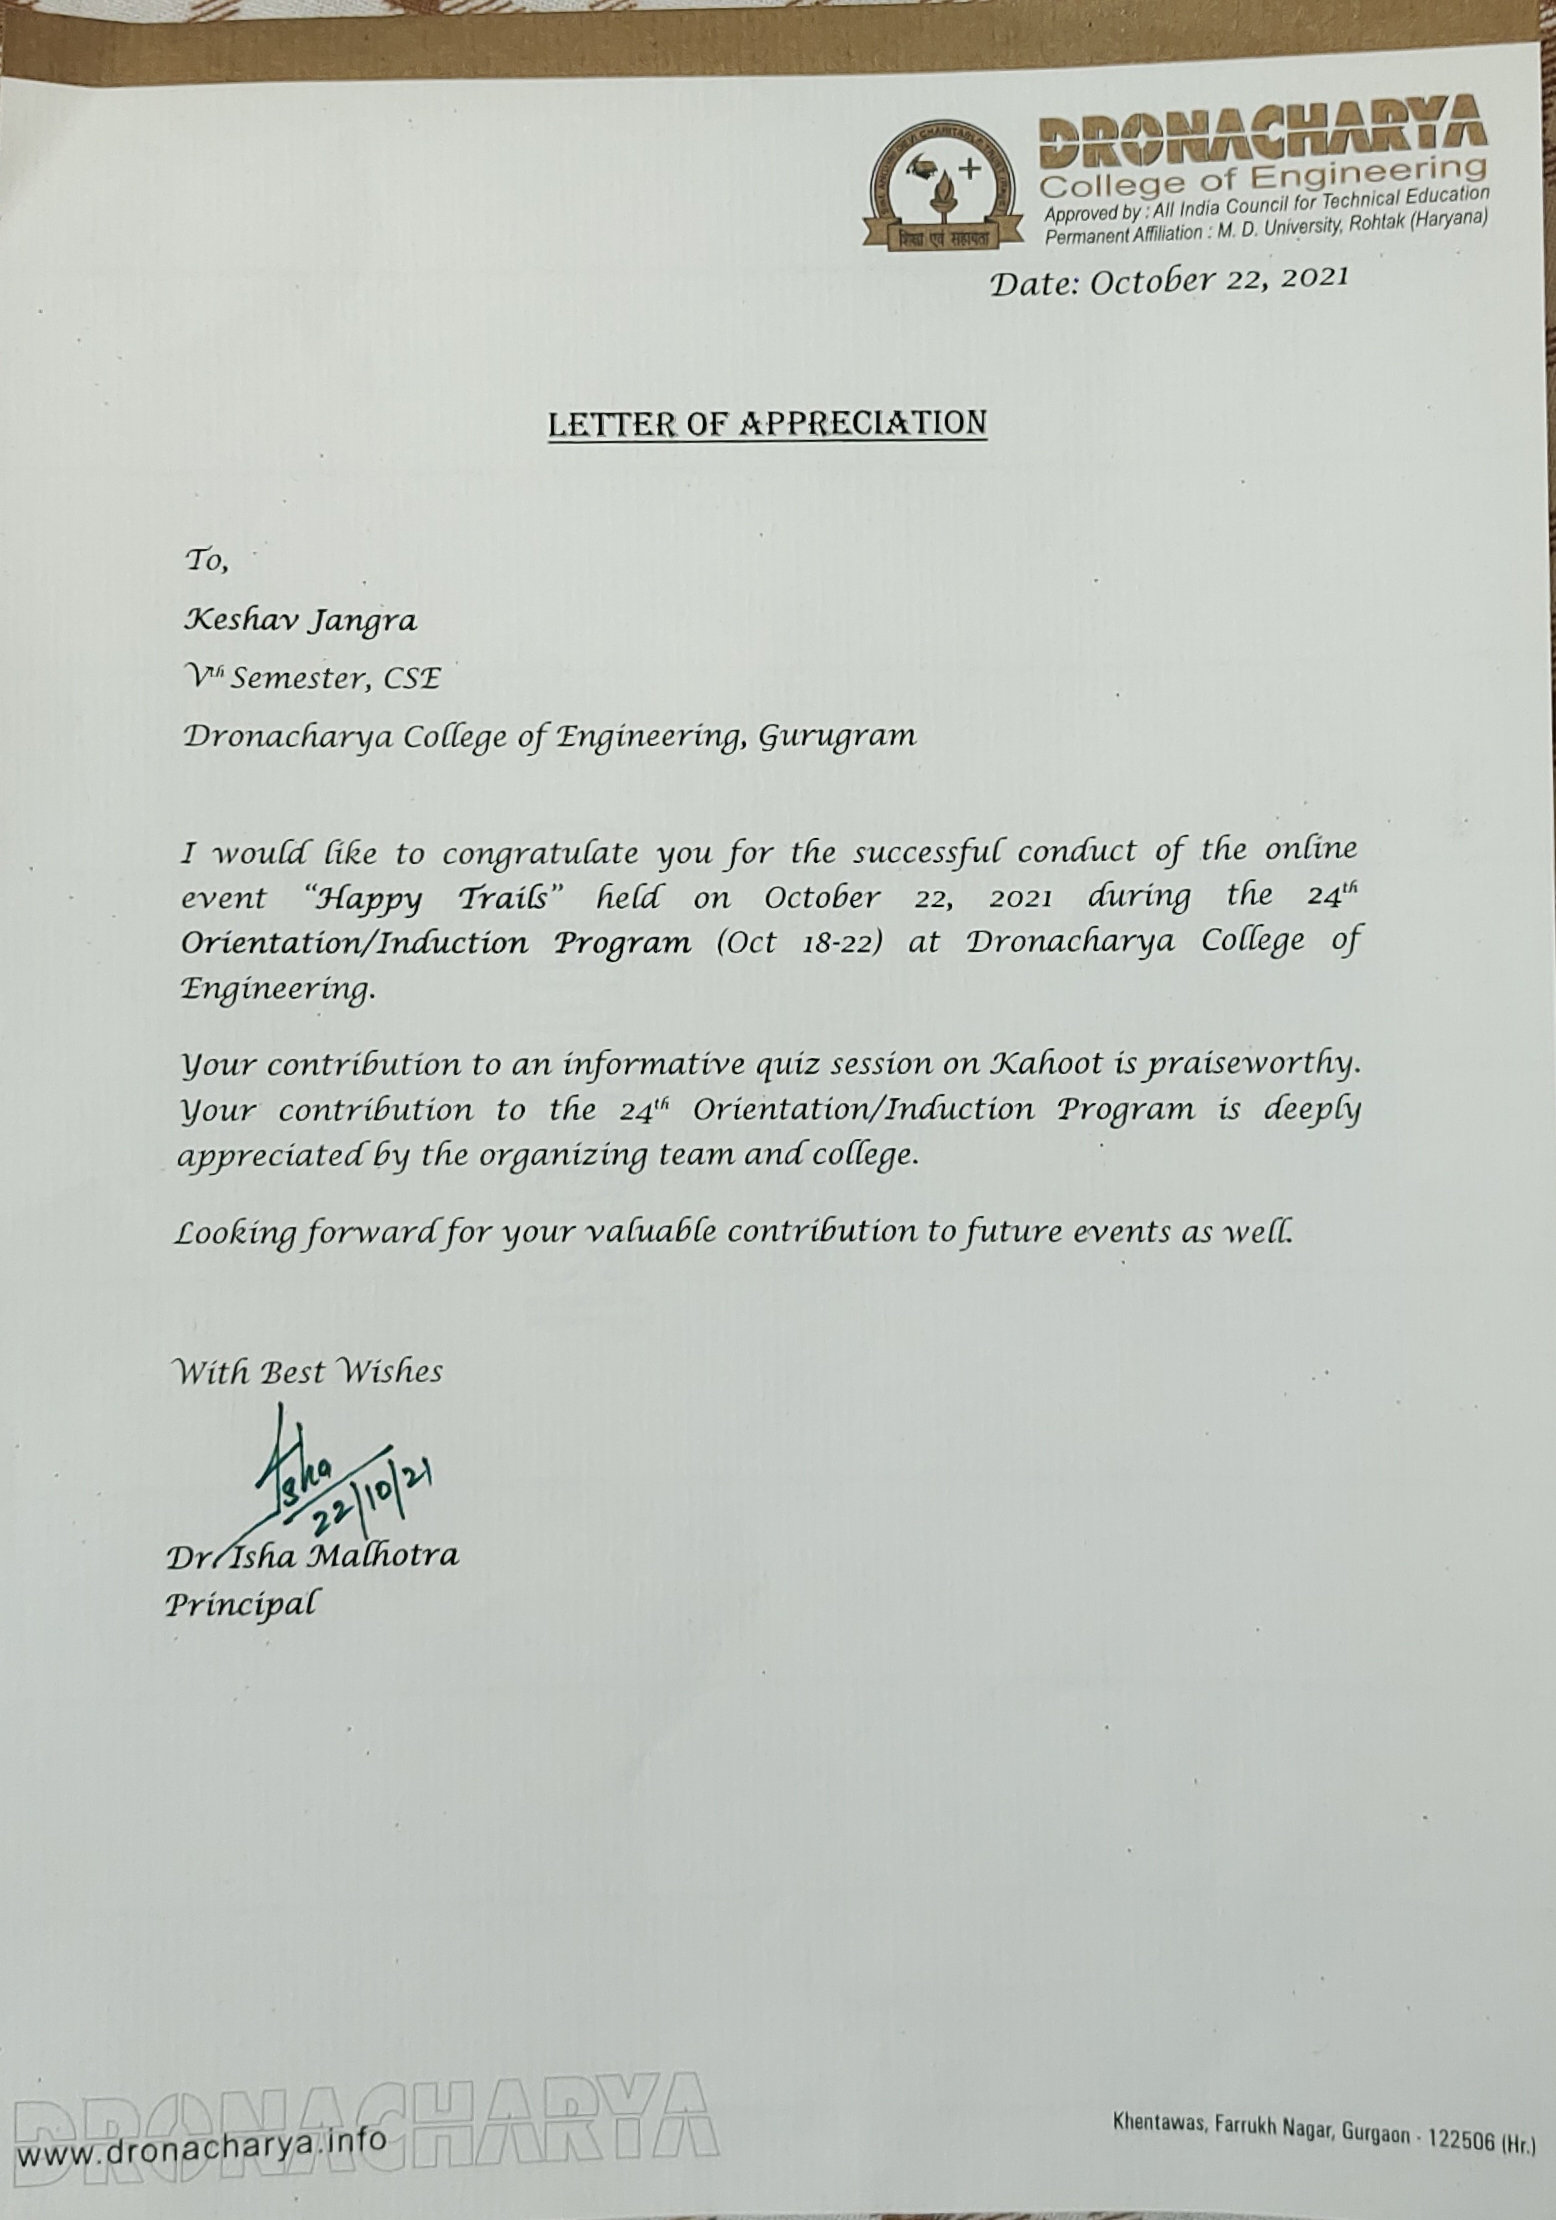 DRONACHARYA
College of Engineering
Approved by : All India Council for Technical Education
Permanent Affiliation : M. D. University, Rohtak (Haryana)
शिक्षा एवं सहायता
Date: October 22, 2021
LETTER OF APPRECIATION
To,
Keshav Jangra
Vth Semester, CSE
Dronacharya College of Engineering, Gurugram
I would like to congratulate you for the successful conduct of the online
event “Happy Trails” held on October 22, 2021 during the 24th
Orientation/Induction Program (Oct 18-22) at Dronacharya College of
Engineering.
Your contribution to an informative quiz session on Kahoot is praiseworthy.
Your contribution to the 24th Orientation/Induction Program is deeply
appreciated by the organizing team and college.
Looking forward for your valuable contribution to future events as well.
With Best Wishes
Isha
22/10/21
Dr. Isha Malhotra
Principal
DRONACHARYA
www.dronacharya.info
Khentawas, Farrukh Nagar, Gurgaon - 122506 (Hr.)